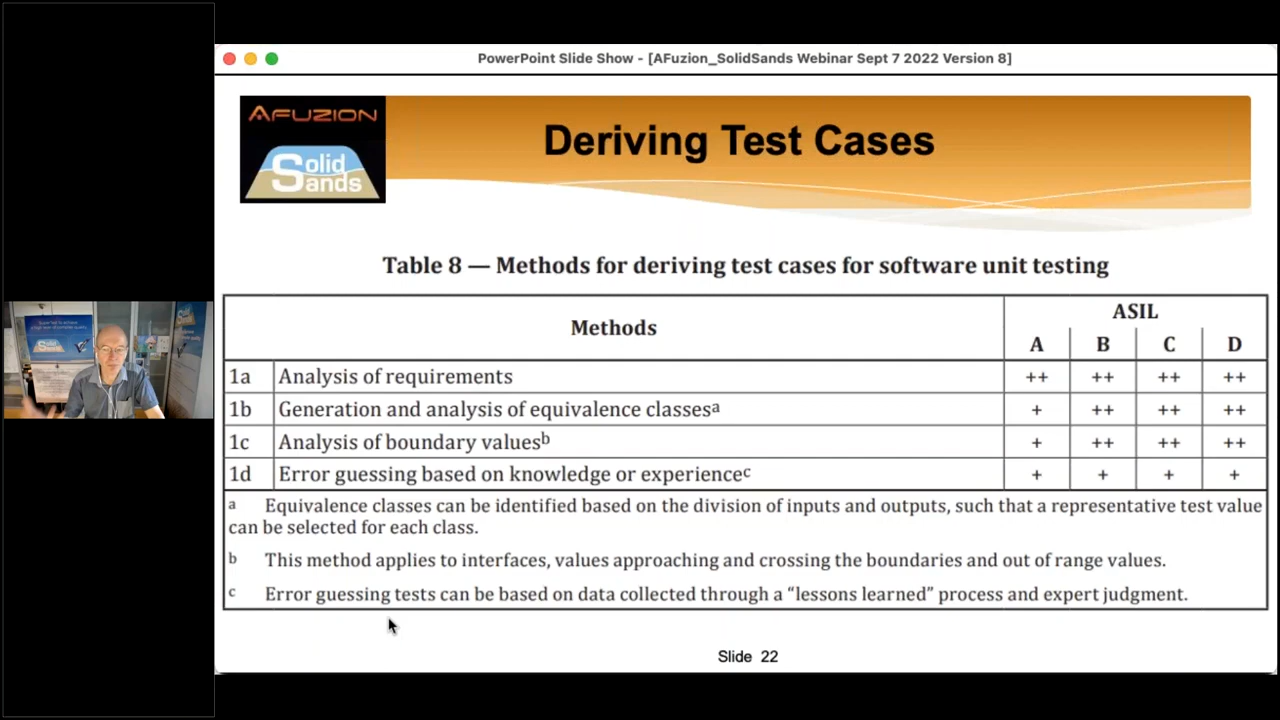 PowerPoint Slide Show - [AFuzion_SolidSands Webinar Sept 7 2022 Version 8]
AFUZION
Solid
Sands
Deriving Test Cases
Table 8 — Methods for deriving test cases for software unit testing
Methods
ASIL
A B C D
1a Analysis of requirements ++ ++ ++ ++
1b Generation and analysis of equivalence classesa + ++ ++ ++
1c Analysis of boundary valuesb + ++ ++ ++
1d Error guessing based on knowledge or experiencec + + + +
a Equivalence classes can be identified based on the division of inputs and outputs, such that a representative test value
can be selected for each class.
b This method applies to interfaces, values approaching and crossing the boundaries and out of range values.
c Error guessing tests can be based on data collected through a “lessons learned” process and expert judgment.
Slide 22